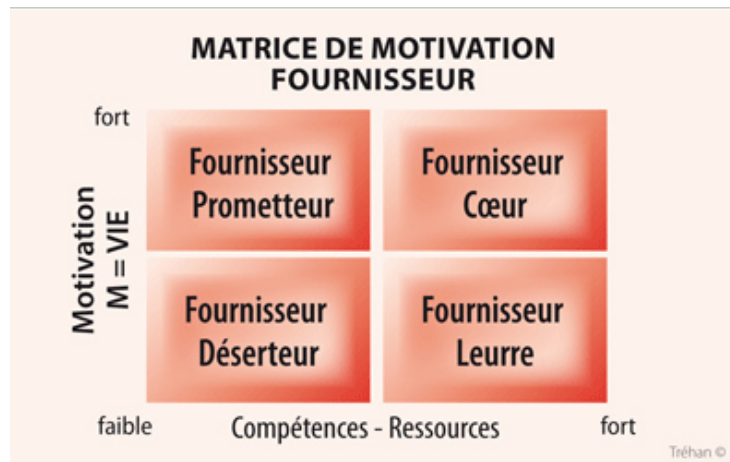 MATRICE DE MOTIVATION
FOURNISSEUR
fort
Motivation
M = VIE
Fournisseur
Prometteur
Fournisseur
Cœur
Fournisseur
Déserteur
Fournisseur
Leurre
faible
Compétences - Ressources
fort
Tréhan ©